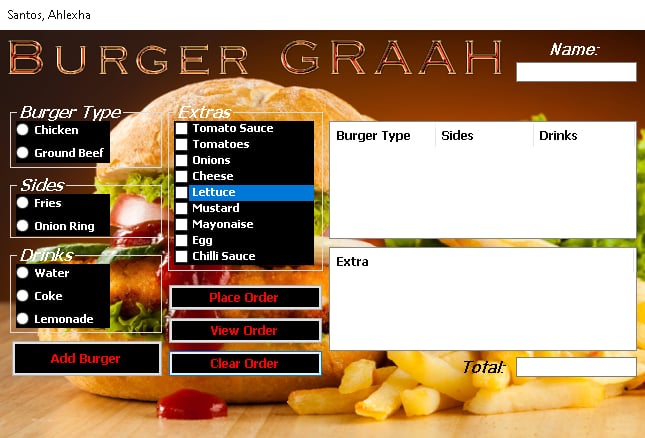 Santos, Ahlexha
BURGER GRAAH
Name:
Burger Type
Chicken
Ground Beef
Sides
Fries
Onion Ring
Drinks
Water
Coke
Lemonade
Add Burger
Extras
Tomato Sauce
Tomatoes
Onions
Cheese
Lettuce
Mustard
Mayonaise
Egg
Chilli Sauce
Place Order
View Order
Clear Order
Burger Type Sides Drinks
Extra
Total: